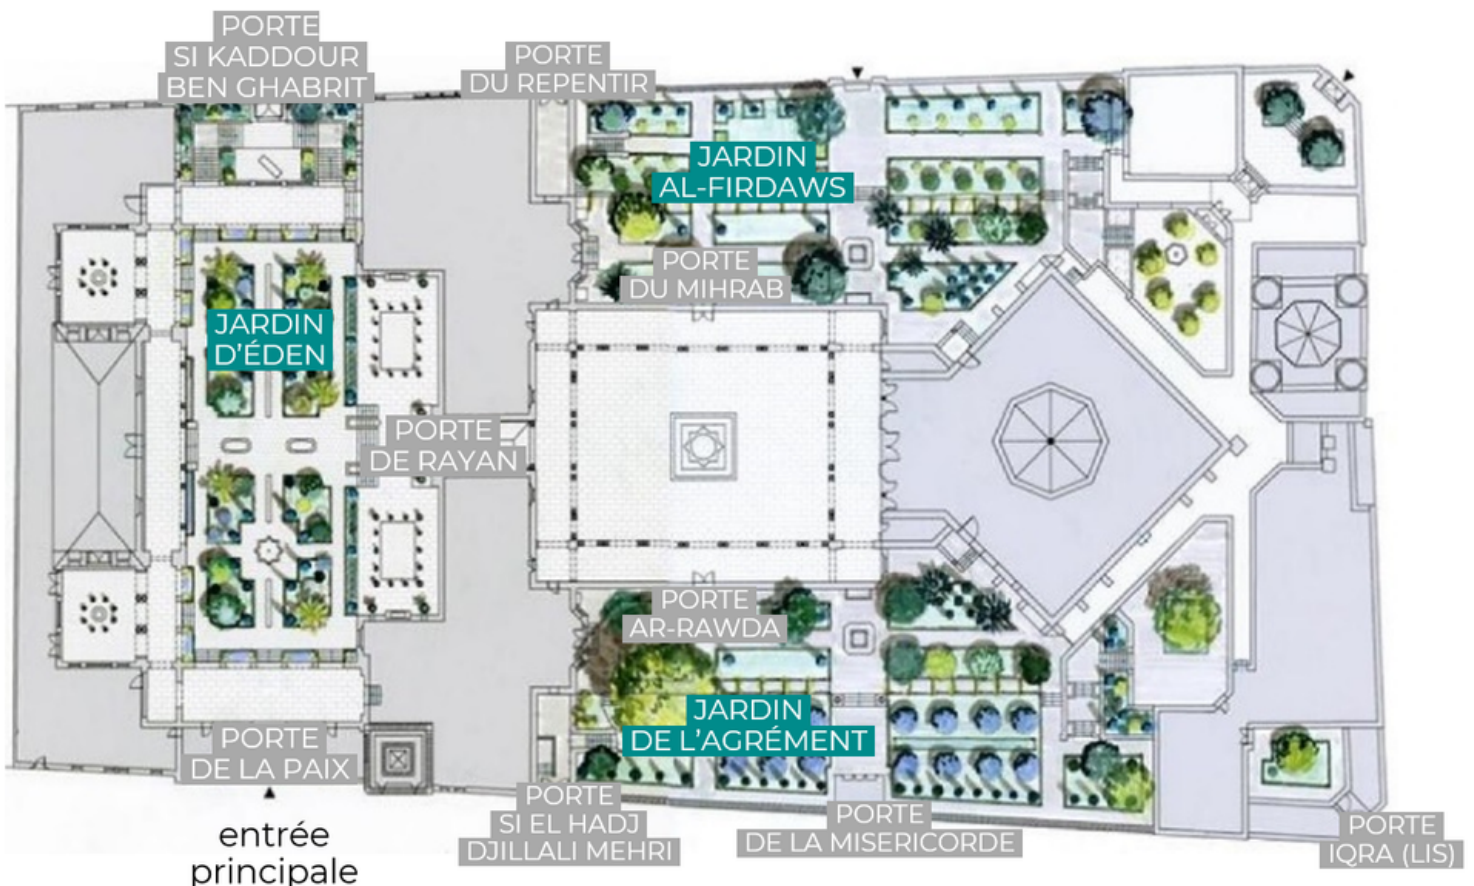 PORTE
SI KADDOUR
BEN GHABRIT
PORTE
DU REPENTIR
JARDIN
AL-FIRDAWS
PORTE
DU MIHRAB
JARDIN
D'ÉDEN
PORTE
DE RAYAN
PORTE
AR-RAWDA
JARDIN
DE L'AGRÉMENT
PORTE
DE LA PAIX
PORTE
SI EL HADJ
DJILLALI MEHRI
PORTE
DE LA MISERICORDE
PORTE
IQRA (LIS)
entrée
principale